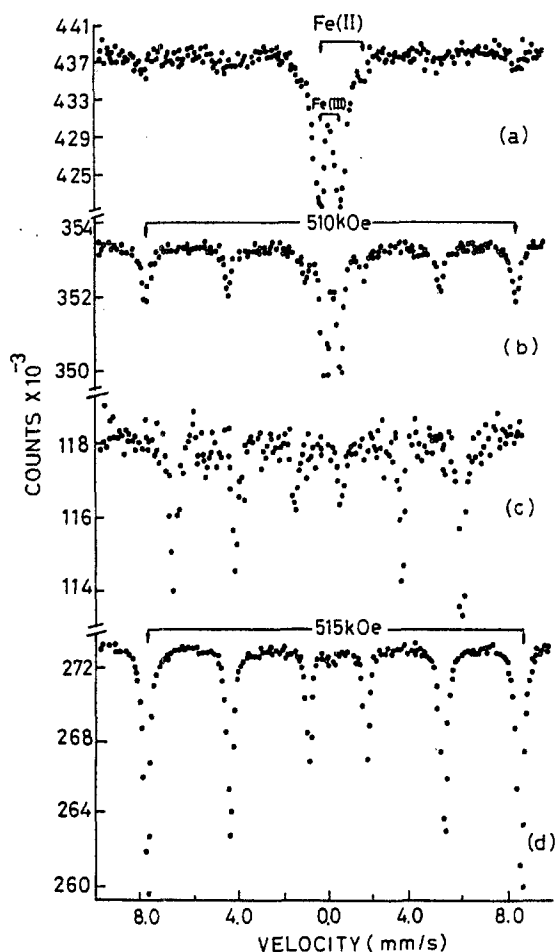 441
Fe(II)
437
433
Fe(III)
429
(a)
425
354
510kOe
352
(b)
350
COUNTS X10⁻³
118
(c)
116
114
515kOe
272
268
264
(d)
260
8.0 4.0 0.0 4.0 8.0
VELOCITY (mm/s)